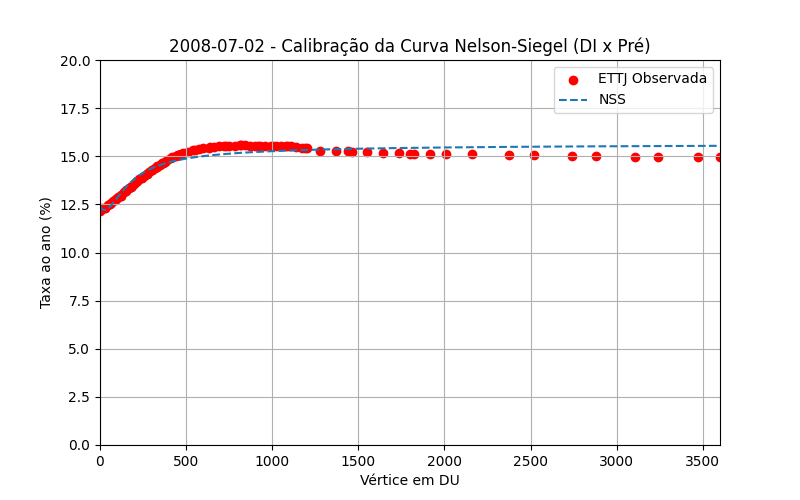 2008-07-02 - Calibração da Curva Nelson-Siegel (DI x Pré)
ETTJ Observada
NSS
Taxa ao ano (%)
20.0
17.5
15.0
12.5
10.0
7.5
5.0
2.5
0.0
0 500 1000 1500 2000 2500 3000 3500
Vértice em DU